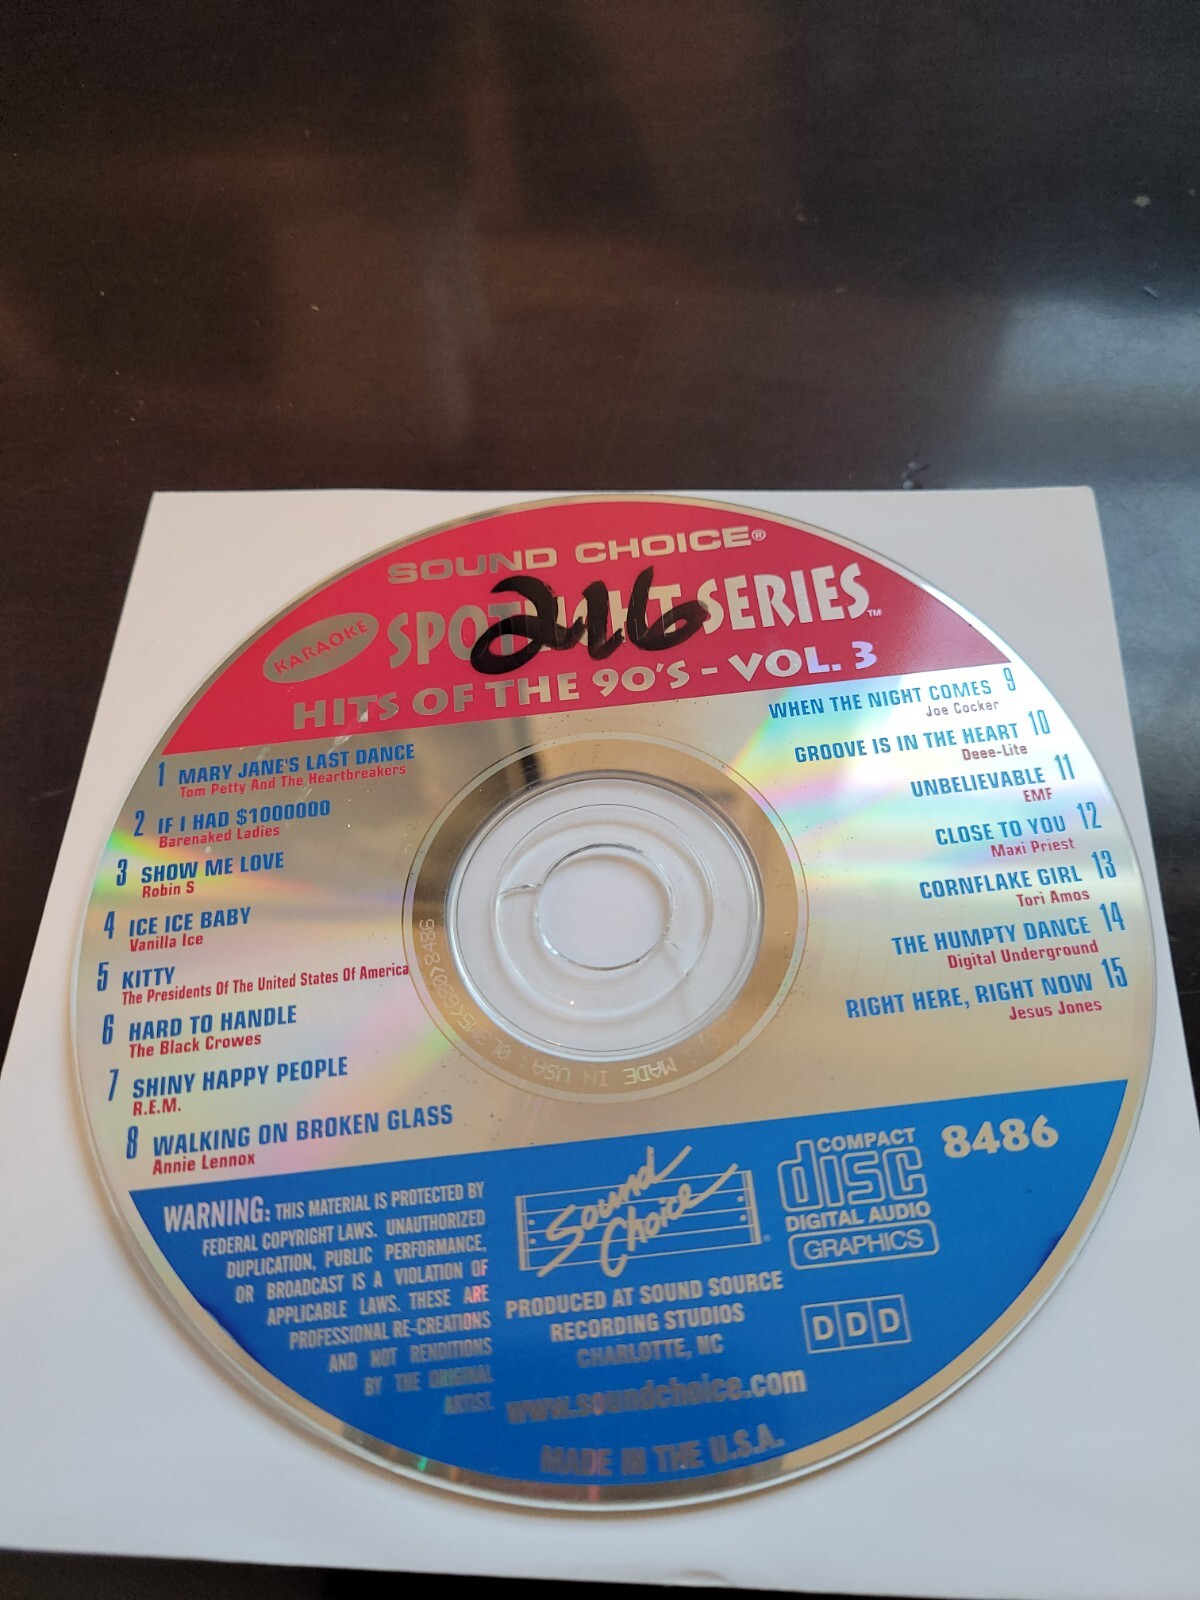 SOUND CHOICE®
KARAOKE
SPOTLIGHT SERIES™
216
HITS OF THE 90'S - VOL. 3
1 MARY JANE'S LAST DANCE
Tom Petty And The Heartbreakers
2 IF I HAD $1000000
Barenaked Ladies
3 SHOW ME LOVE
Robin S
4 ICE ICE BABY
Vanilla Ice
5 KITTY
The Presidents Of The United States Of America
6 HARD TO HANDLE
The Black Crowes
7 SHINY HAPPY PEOPLE
R.E.M.
8 WALKING ON BROKEN GLASS
Annie Lennox
WHEN THE NIGHT COMES 9
Joe Cocker
GROOVE IS IN THE HEART 10
Deee-Lite
UNBELIEVABLE 11
EMF
CLOSE TO YOU 12
Maxi Priest
CORNFLAKE GIRL 13
Tori Amos
THE HUMPTY DANCE 14
Digital Underground
RIGHT HERE, RIGHT NOW 15
Jesus Jones
MADE IN USA
WARNING: THIS MATERIAL IS PROTECTED BY
FEDERAL COPYRIGHT LAWS. UNAUTHORIZED
DUPLICATION, PUBLIC PERFORMANCE,
OR BROADCAST IS A VIOLATION OF
APPLICABLE LAWS. THESE ARE
PROFESSIONAL RE-CREATIONS
AND NOT RENDITIONS
BY THE ORIGINAL
ARTIST.
Sound
Choice®
PRODUCED AT SOUND SOURCE
RECORDING STUDIOS
CHARLOTTE, NC
www.soundchoice.com
MADE IN THE U.S.A.
COMPACT
disc
DIGITAL AUDIO
GRAPHICS
8486
DDD